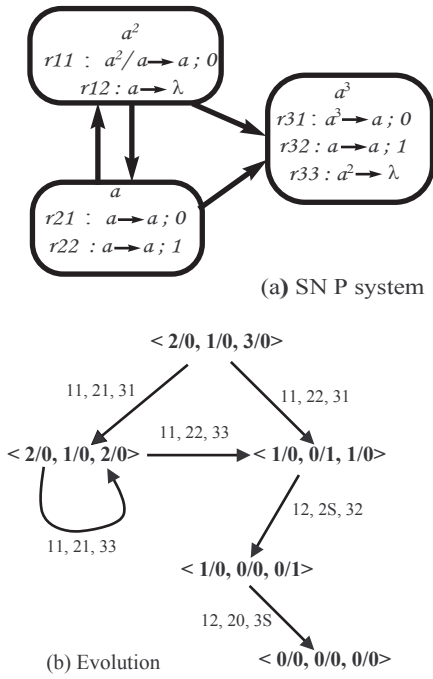 a²
r11 : a²/a→a ; 0
r12 : a→λ
a³
r31 : a³→a ; 0
r32 : a→a ; 1
r33 : a²→λ
a
r21 : a→a ; 0
r22 : a→a ; 1
(a) SN P system
< 2/0, 1/0, 3/0>
11, 21, 31
11, 22, 31
< 2/0, 1/0, 2/0>
11, 22, 33
< 1/0, 0/1, 1/0>
11, 21, 33
12, 2S, 32
< 1/0, 0/0, 0/1>
12, 20, 3S
(b) Evolution
< 0/0, 0/0, 0/0>